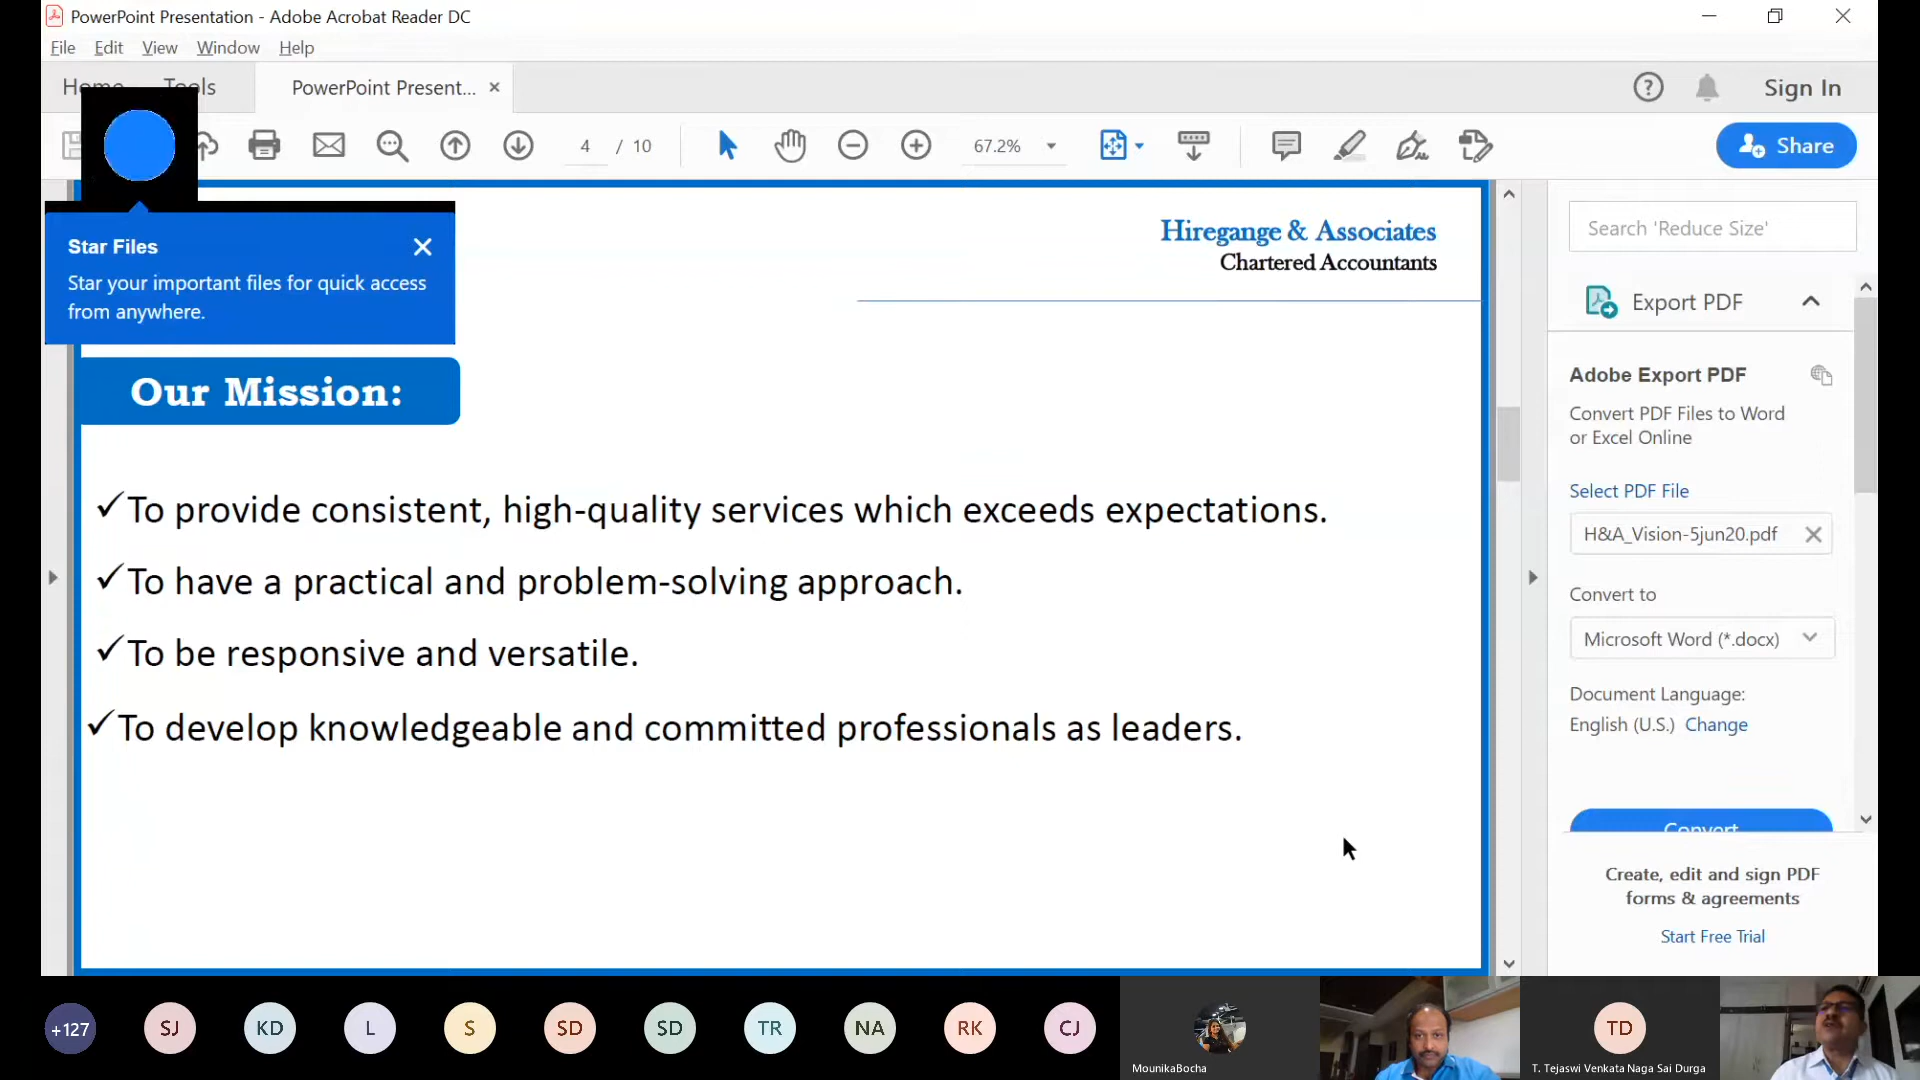 PowerPoint Presentation - Adobe Acrobat Reader DC
File Edit View Window Help
Home Tools PowerPoint Present... Sign In
4 / 10 67.2% Share
Star Files
Star your important files for quick access
from anywhere.
Hiregange & Associates
Chartered Accountants
Our Mission:
✓To provide consistent, high-quality services which exceeds expectations.
✓To have a practical and problem-solving approach.
✓To be responsive and versatile.
✓To develop knowledgeable and committed professionals as leaders.
Search 'Reduce Size'
Export PDF
Adobe Export PDF
Convert PDF Files to Word
or Excel Online
Select PDF File
H&A_Vision-5jun20.pdf
Convert to
Microsoft Word (*.docx)
Document Language:
English (U.S.) Change
Convert
Create, edit and sign PDF
forms & agreements
Start Free Trial
+127 SJ KD L S SD SD TR NA RK CJ TD
MounikaBocha T. Tejaswi Venkata Naga Sai Durga